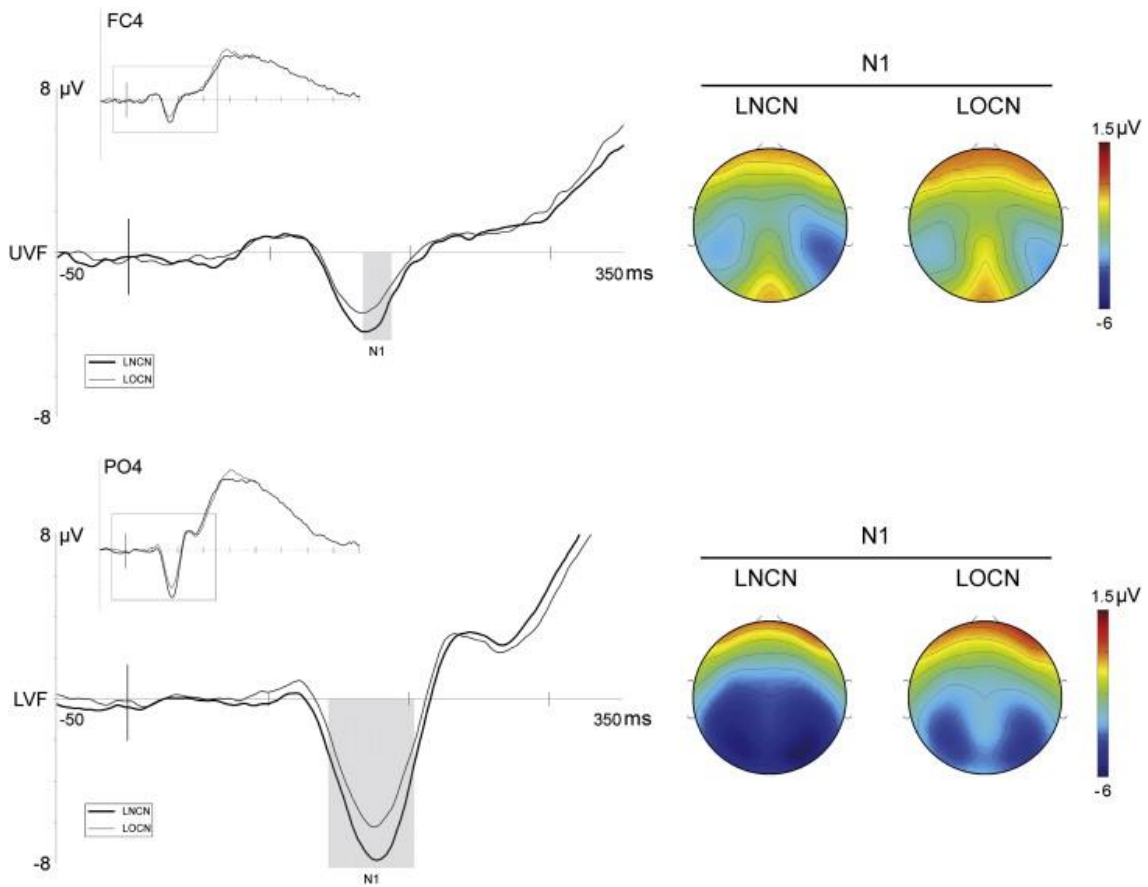 FC4
8 µV
UVF
-50
350 ms
N1
LNCN
LOCN
-8
N1
LNCN
LOCN
1.5 µV
-6
PO4
8 µV
LVF
-50
350 ms
LNCN
LOCN
-8
N1
N1
LNCN
LOCN
1.5 µV
-6